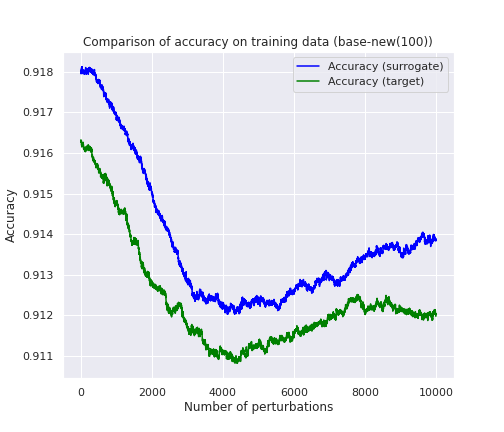 Comparison of accuracy on training data (base-new(100))
Accuracy (surrogate)
Accuracy (target)
0.918
0.917
0.916
0.915
0.914
0.913
0.912
0.911
Accuracy
0 2000 4000 6000 8000 10000
Number of perturbations